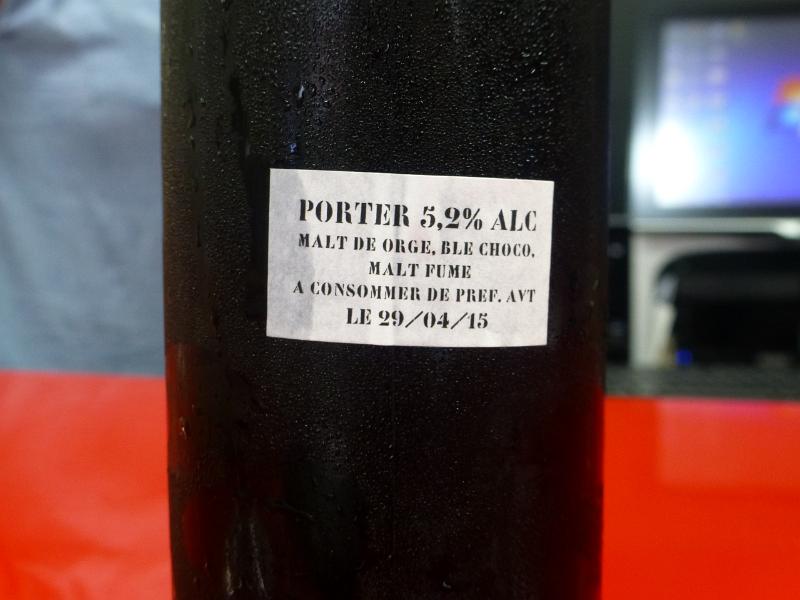 PORTER 5,2% ALC
MALT DE ORGE, BLE CHOCO,
MALT FUME
A CONSOMMER DE PREF. AVT
LE 29/04/15